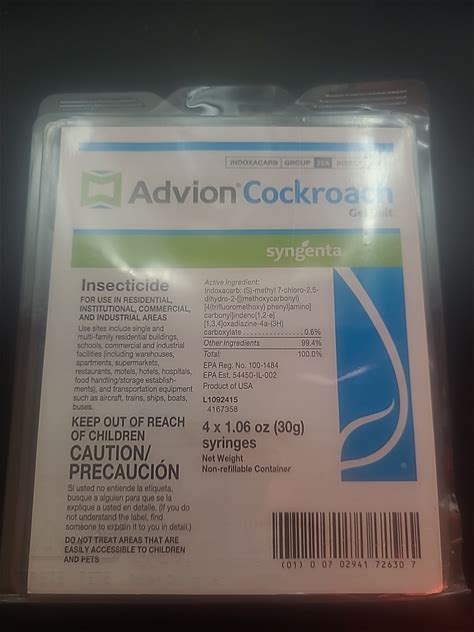 INDOXACARB GROUP 22A INSECTICIDE
Advion® Cockroach
Gel Bait
syngenta
Insecticide
FOR USE IN RESIDENTIAL,
INSTITUTIONAL, COMMERCIAL,
AND INDUSTRIAL AREAS
Use sites include single and
multi-family residential buildings,
schools, commercial and industrial
facilities (including warehouses,
apartments, supermarkets,
restaurants, motels, hotels, hospitals,
food handling/storage establish-
ments), and transportation equipment
such as aircraft, trains, ships, boats,
buses.
KEEP OUT OF REACH
OF CHILDREN
CAUTION/
PRECAUCIÓN
Si usted no entiende la etiqueta,
busque a alguien para que se la
explique a usted en detalle. (If you do
not understand the label, find
someone to explain it to you in detail.)
DO NOT TREAT AREAS THAT ARE
EASILY ACCESSIBLE TO CHILDREN
AND PETS
Active Ingredient:
Indoxacarb: (S)-methyl 7-chloro-2,5-
dihydro-2-[[(methoxycarbonyl)
[4(trifluoromethoxy) phenyl]amino]
carbonyl]indeno[1,2-e]
[1,3,4]oxadiazine-4a-(3H)
carboxylate 0.6%
Other Ingredients 99.4%
Total: 100.0%
EPA Reg. No. 100-1484
EPA Est. 54450-IL-002
Product of USA
L1092415
4167358
4 x 1.06 oz (30g)
syringes
Net Weight
Non-refillable Container
(01) 0 07 02941 72630 7